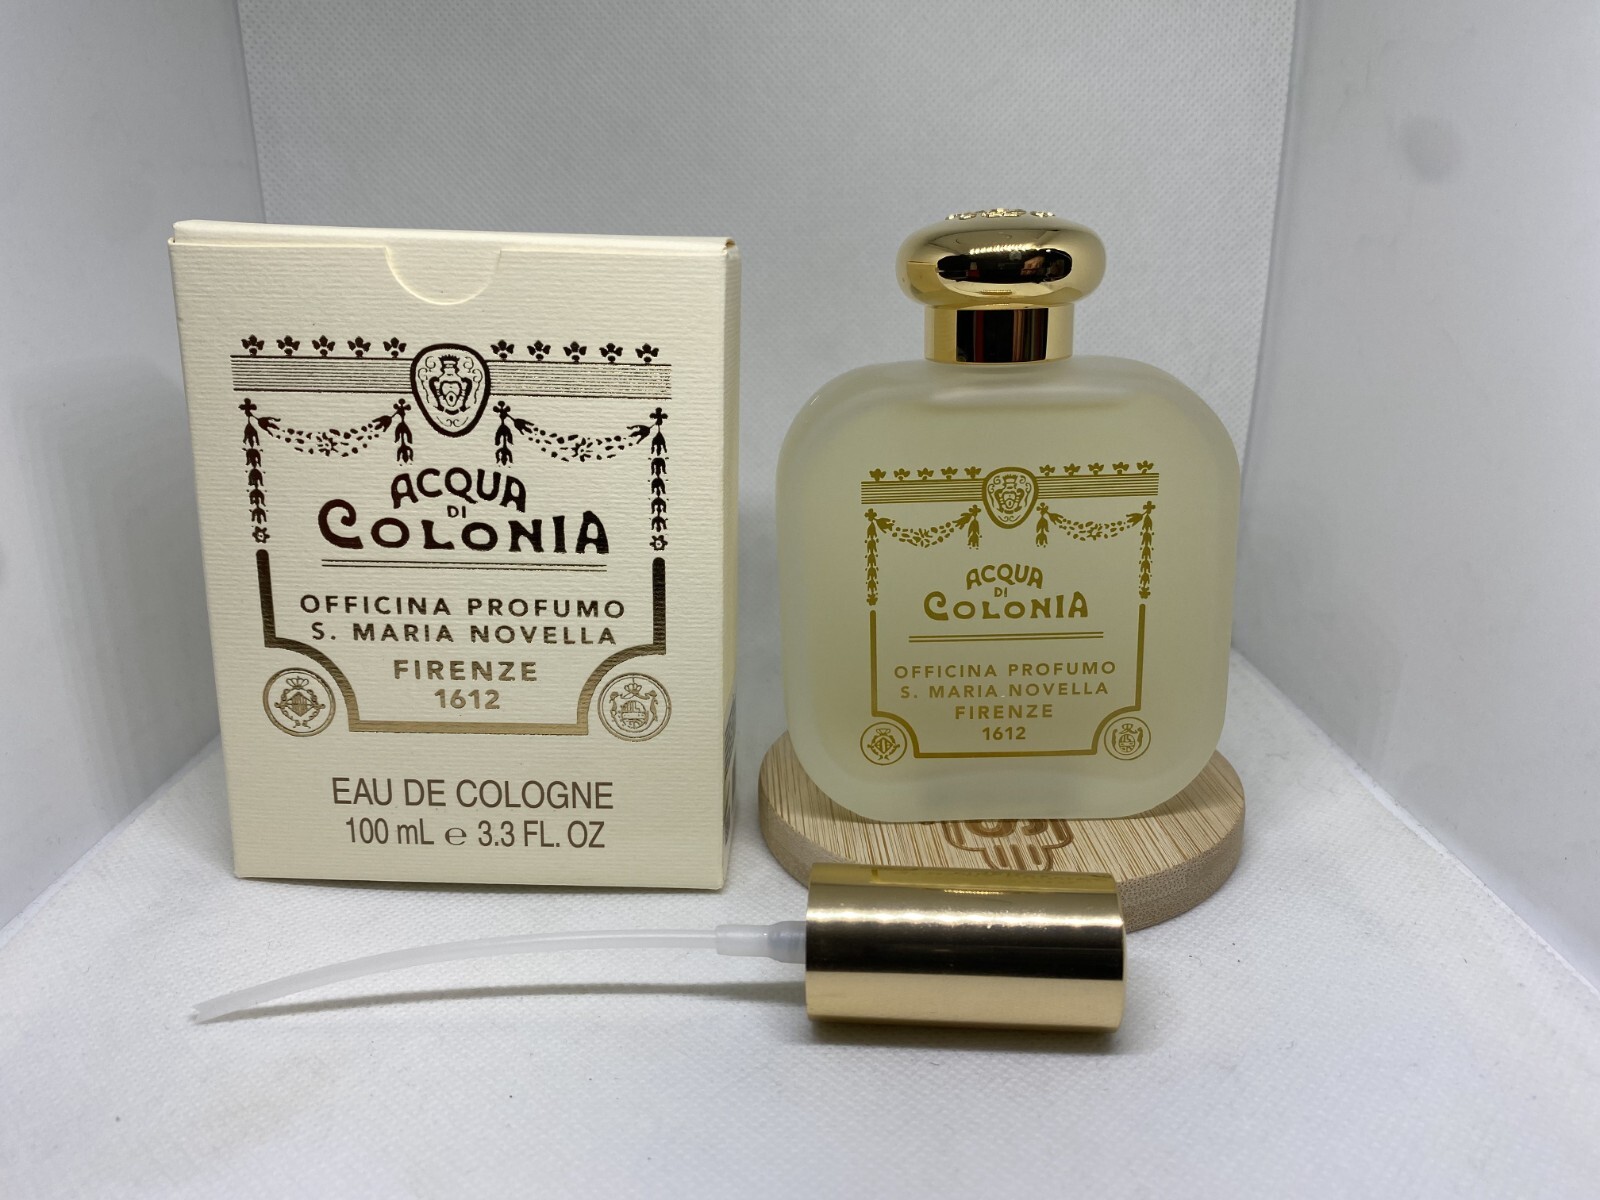 ACQUA
DI
COLONIA
OFFICINA PROFUMO
S. MARIA NOVELLA
FIRENZE
1612
EAU DE COLOGNE
100 mL e 3.3 FL. OZ
ACQUA
DI
COLONIA
OFFICINA PROFUMO
S. MARIA NOVELLA
FIRENZE
1612